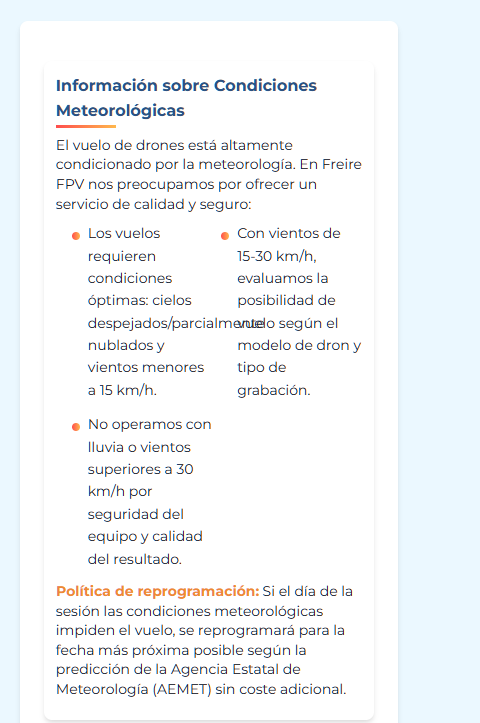 Información sobre Condiciones
Meteorológicas
El vuelo de drones está altamente
condicionado por la meteorología. En Freire
FPV nos preocupamos por ofrecer un
servicio de calidad y seguro:
Los vuelos
requieren
condiciones
óptimas: cielos
despejados/parcialmente
nublados y
vientos menores
a 15 km/h.
Con vientos de
15-30 km/h,
evaluamos la
posibilidad de
vuelo según el
modelo de dron y
tipo de
grabación.
No operamos con
lluvia o vientos
superiores a 30
km/h por
seguridad del
equipo y calidad
del resultado.
Política de reprogramación: Si el día de la
sesión las condiciones meteorológicas
impiden el vuelo, se reprogramará para la
fecha más próxima posible según la
predicción de la Agencia Estatal de
Meteorología (AEMET) sin coste adicional.